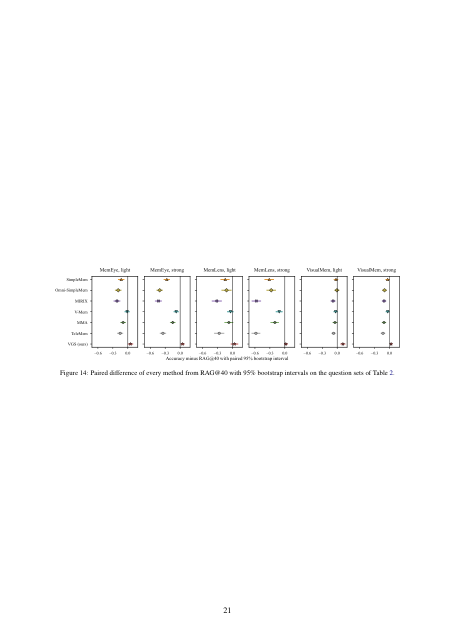 MemEye, light MemEye, strong MemLens, light MemLens, strong VisualMem, light VisualMem, strong
SimpleMem
Omni-SimpleMem
MIRIX
V-Mem
MMA
TeleMem
VGS (ours)
−0.6 −0.3 0.0 −0.6 −0.3 0.0 −0.6 −0.3 0.0 −0.6 −0.3 0.0 −0.6 −0.3 0.0 −0.6 −0.3 0.0
Accuracy minus RAG@40 with paired 95% bootstrap interval
Figure 14: Paired difference of every method from RAG@40 with 95% bootstrap intervals on the question sets of Table 2.
21